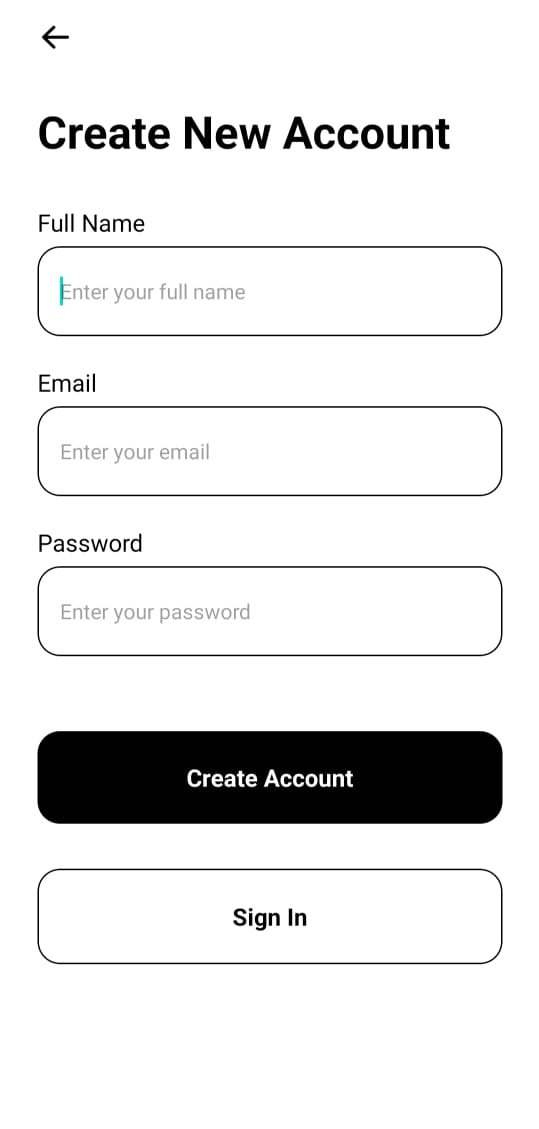 Create New Account
Full Name
Enter your full name
Email
Enter your email
Password
Enter your password
Create Account
Sign In